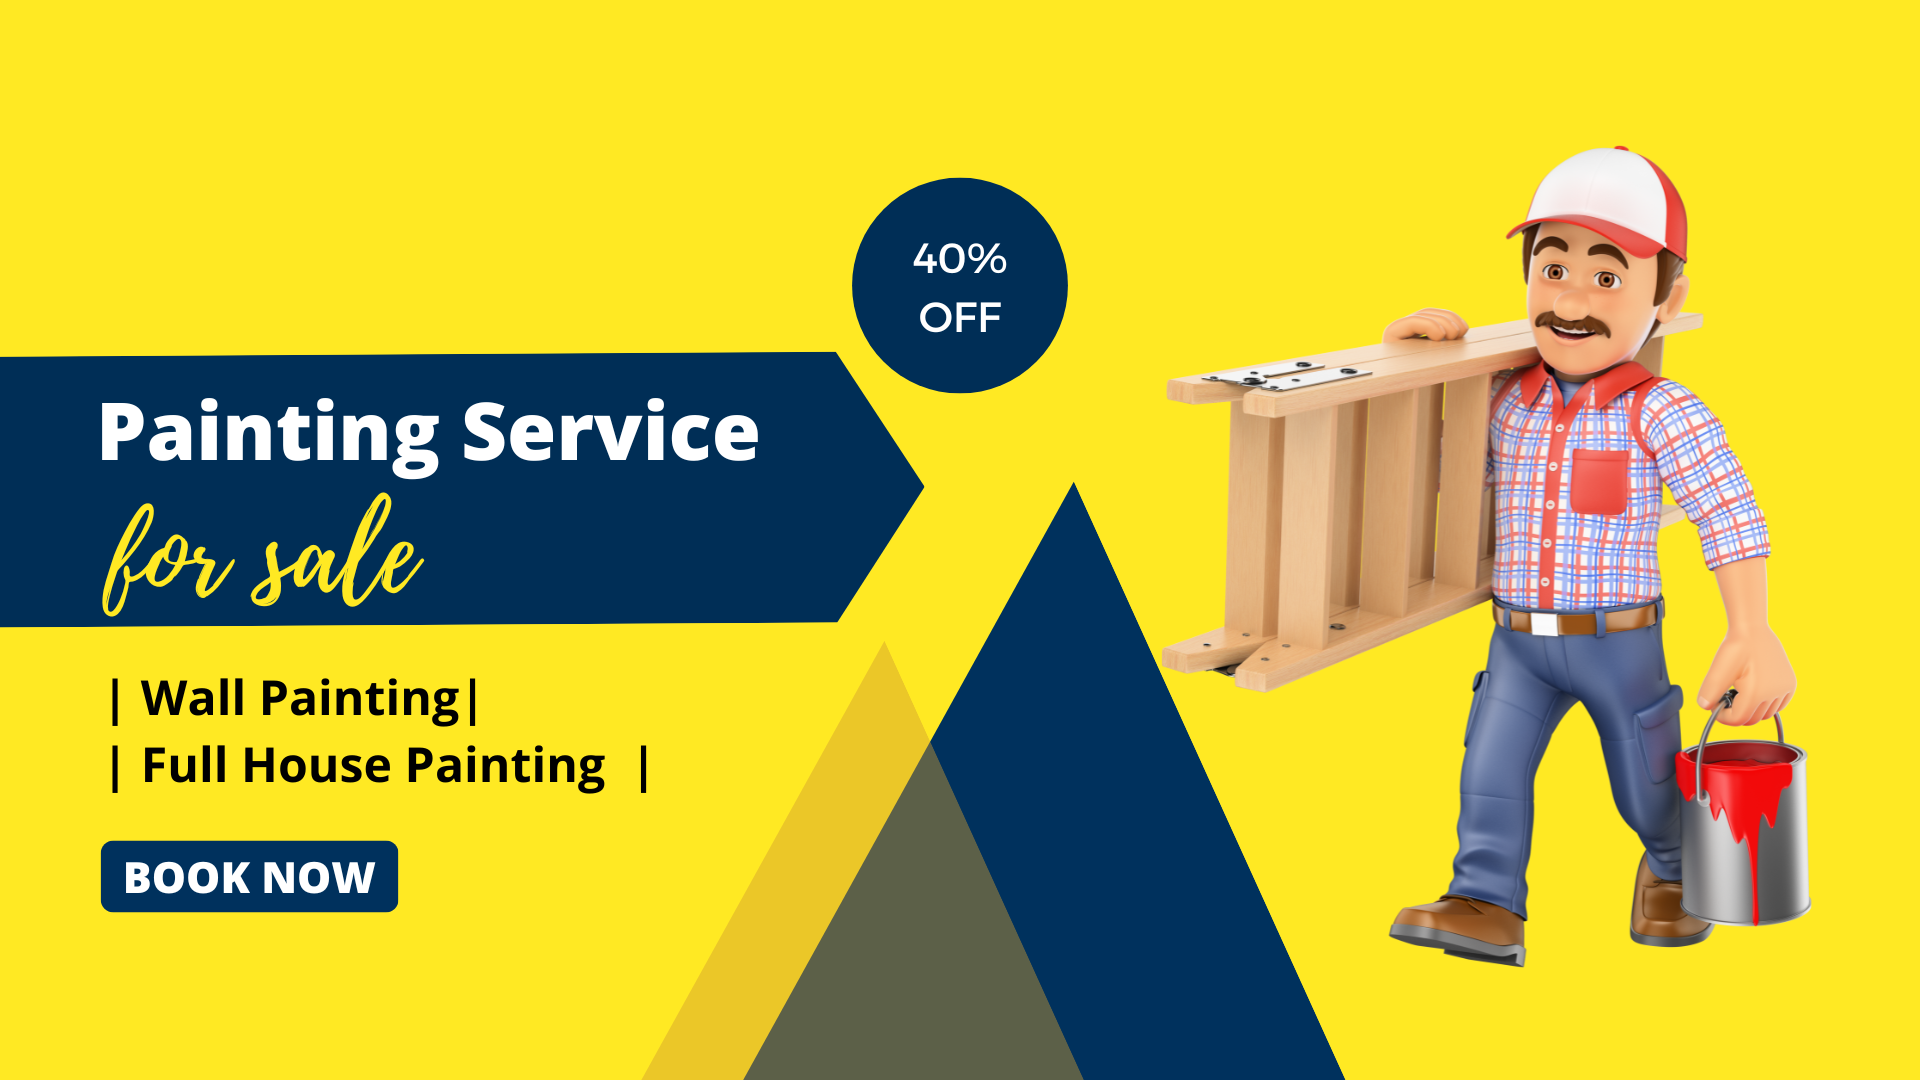 40%
OFF
Painting Service
for sale
| Wall Painting|
| Full House Painting  |
BOOK NOW